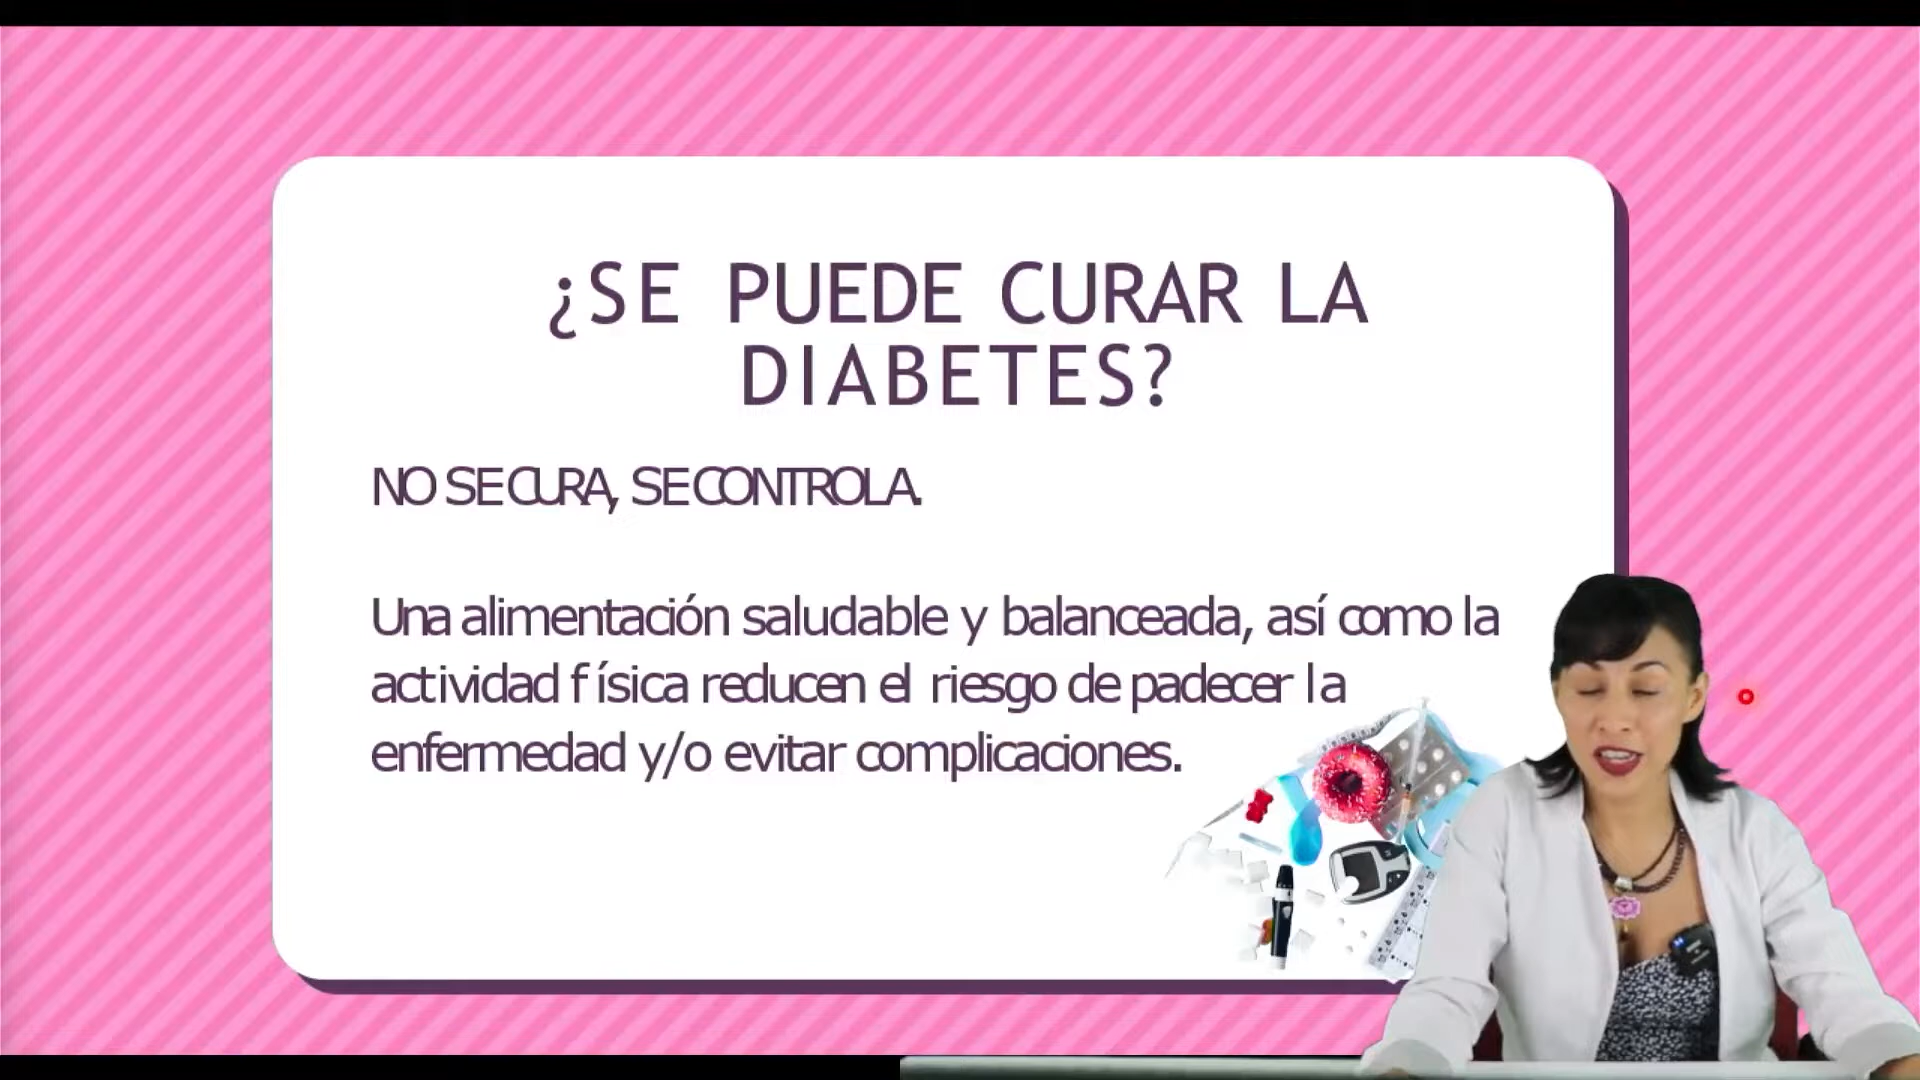 ¿SE PUEDE CURAR LA
DIABETES?
NO SE CURA, SE CONTROLA.
Una alimentación saludable y balanceada, así como la
actividad física reducen el riesgo de padecer la
enfermedad y/o evitar complicaciones.